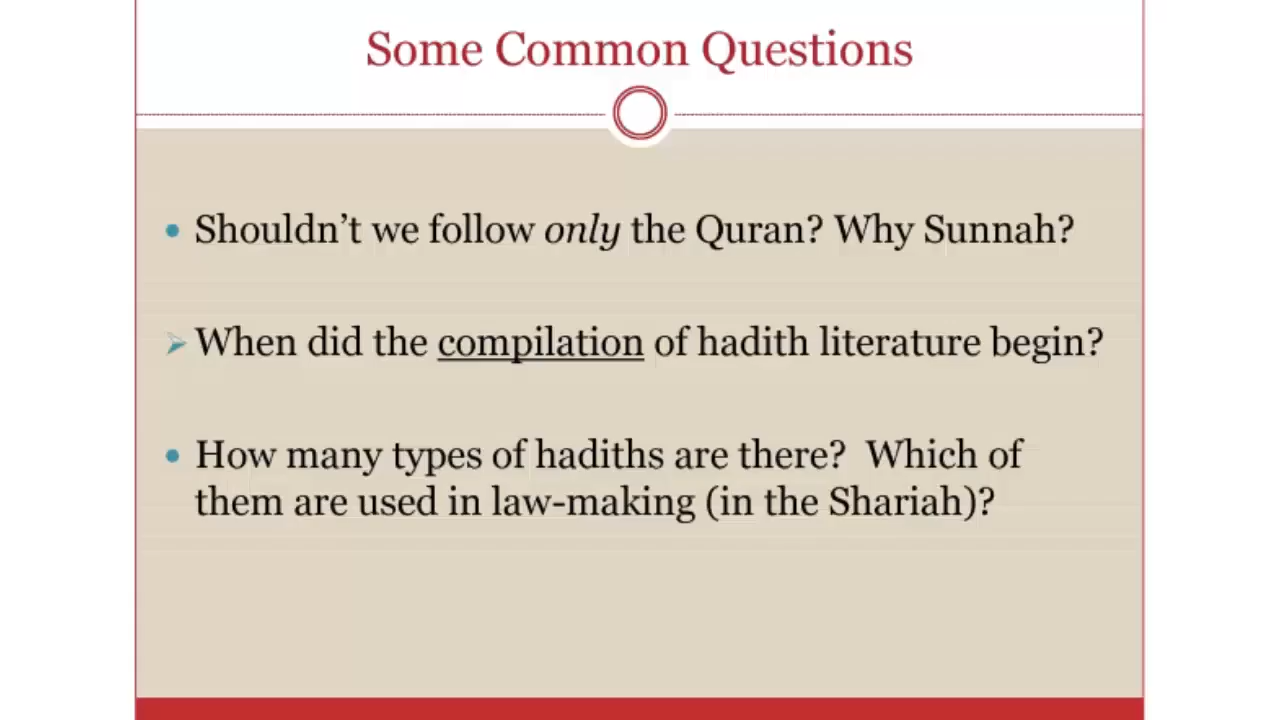 Some Common Questions
• Shouldn’t we follow only the Quran? Why Sunnah?
➢ When did the compilation of hadith literature begin?
• How many types of hadiths are there?  Which of
them are used in law-making (in the Shariah)?